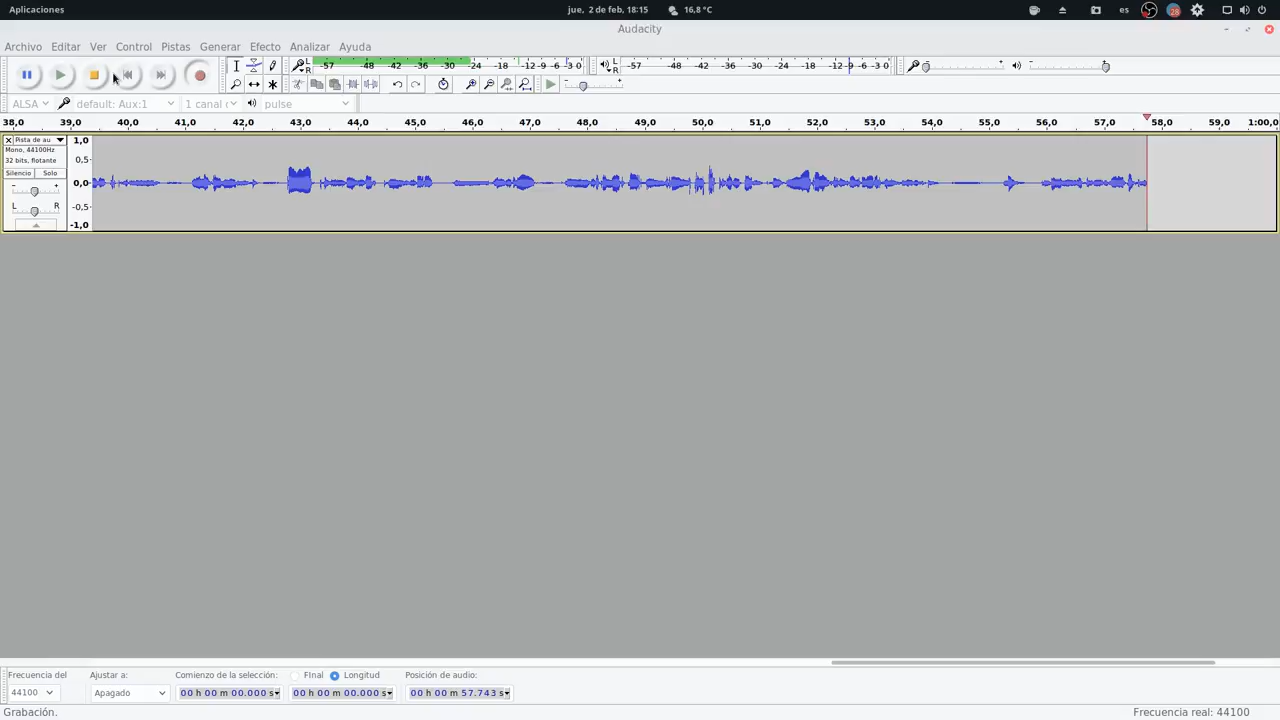 Aplicaciones jue, 2 de feb, 18:15 16,8 °C es 28
Audacity
Archivo Editar Ver Control Pistas Generar Efecto Analizar Ayuda
L R -57 -48 -42 -36 -30 -24 -18 -12 -9 -6 -3 0 L R -57 -48 -42 -36 -30 -24 -18 -12 -9 -6 -3 0 - + - +
- +
ALSA default: Aux:1 1 canal ( pulse
38,0 39,0 40,0 41,0 42,0 43,0 44,0 45,0 46,0 47,0 48,0 49,0 50,0 51,0 52,0 53,0 54,0 55,0 56,0 57,0 58,0 59,0 1:00,0
Pista de au 1,0
Mono, 44100Hz
32 bits, flotante 0,5
Silencio Solo
- + 0,0
L R -0,5
-1,0
Frecuencia del Ajustar a: Comienzo de la selección: FInal Longitud Posición de audio:
44100 Apagado 00 h 00 m 00.000 s 00 h 00 m 00.000 s 00 h 00 m 57.743 s
Grabación. Frecuencia real: 44100